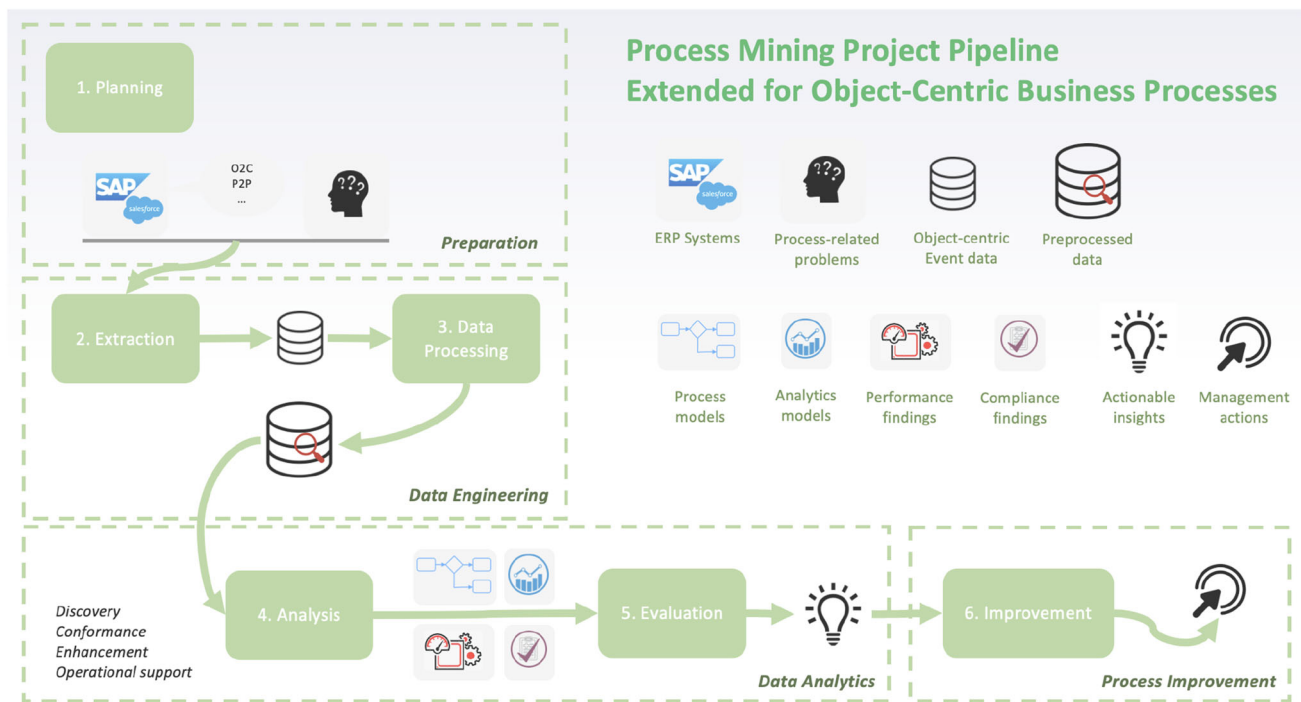 Process Mining Project Pipeline
Extended for Object-Centric Business Processes
1. Planning
SAP
salesforce
O2C
P2P
...
???
Preparation
SAP
salesforce
???
ERP Systems
Process-related
problems
Object-centric
Event data
Preprocessed
data
2. Extraction
3. Data
Processing
Data Engineering
Process
models
Analytics
models
Performance
findings
Compliance
findings
Actionable
insights
Management
actions
Discovery
Conformance
Enhancement
Operational support
4. Analysis
5. Evaluation
Data Analytics
6. Improvement
Process Improvement